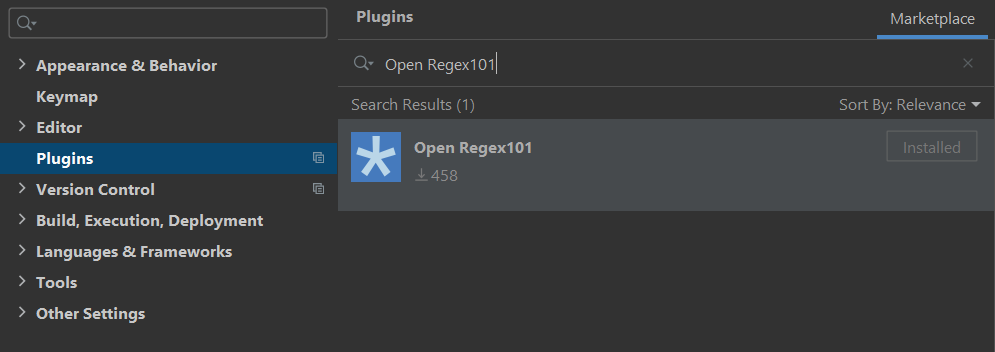 Plugins
Marketplace
Appearance & Behavior
Keymap
Editor
Plugins
Version Control
Build, Execution, Deployment
Languages & Frameworks
Tools
Other Settings
Open Regex101
Search Results (1)
Sort By: Relevance
Open Regex101
Installed
458